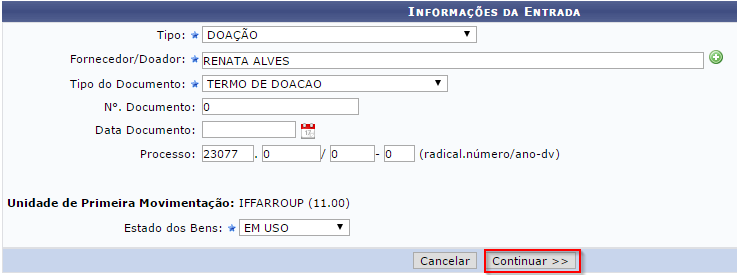 INFORMAÇÕES DA ENTRADA
Tipo: DOAÇÃO
Fornecedor/Doador: RENATA ALVES
Tipo do Documento: TERMO DE DOACAO
Nº. Documento: 0
Data Documento:
Processo: 23077 . 0 / 0 - 0 (radical.número/ano-dv)
Unidade de Primeira Movimentação: IFFARROUP (11.00)
Estado dos Bens: EM USO
Cancelar Continuar >>